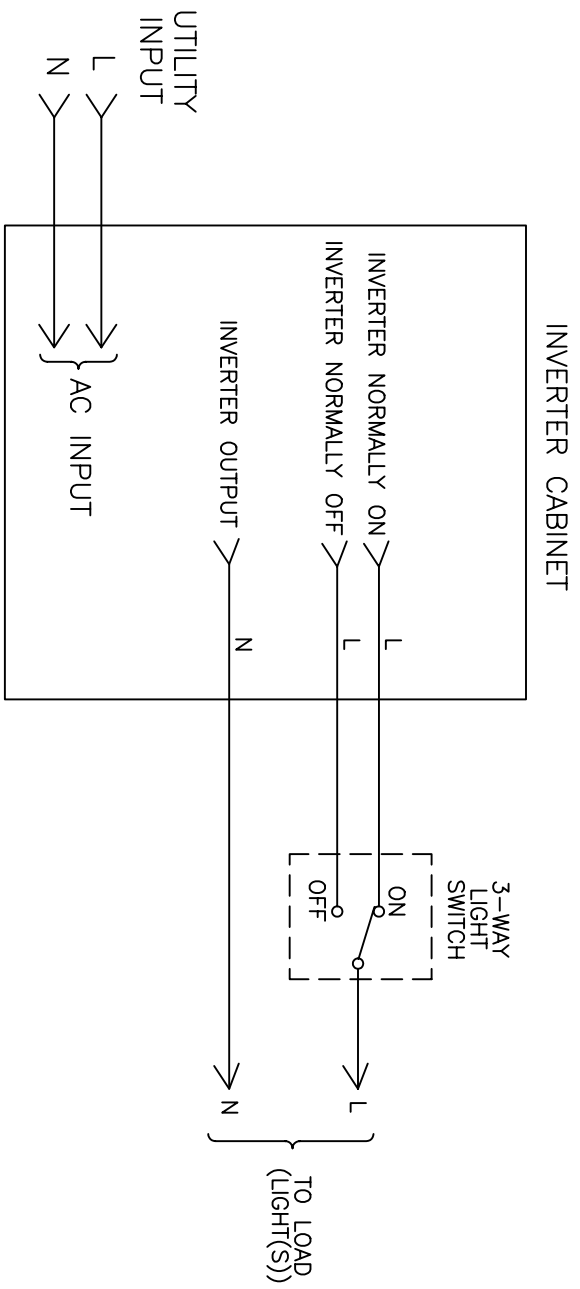 INVERTER CABINET
UTILITY
INPUT
L
N
AC INPUT
INVERTER NORMALLY ON
INVERTER NORMALLY OFF
INVERTER OUTPUT
L
L
N
3-WAY
LIGHT
SWITCH
ON
OFF
L
N
TO LOAD
(LIGHT(S))